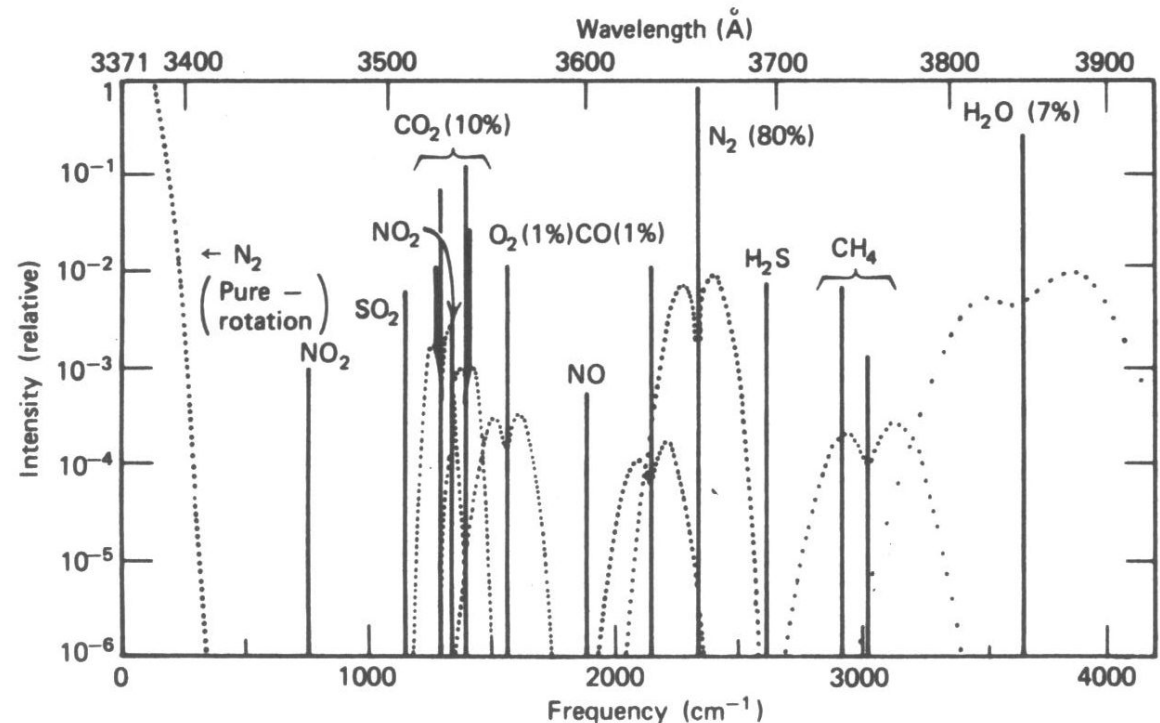 Wavelength (Å)
3371 3400 3500 3600 3700 3800 3900
1
10⁻¹
10⁻²
10⁻³
10⁻⁴
10⁻⁵
10⁻⁶
Intensity (relative)
← N₂
(Pure –
rotation)
NO₂
SO₂
CO₂ (10%)
NO₂
O₂ (1%) CO (1%)
NO
N₂ (80%)
H₂S
CH₄
H₂O (7%)
0 1000 2000 3000 4000
Frequency (cm⁻¹)